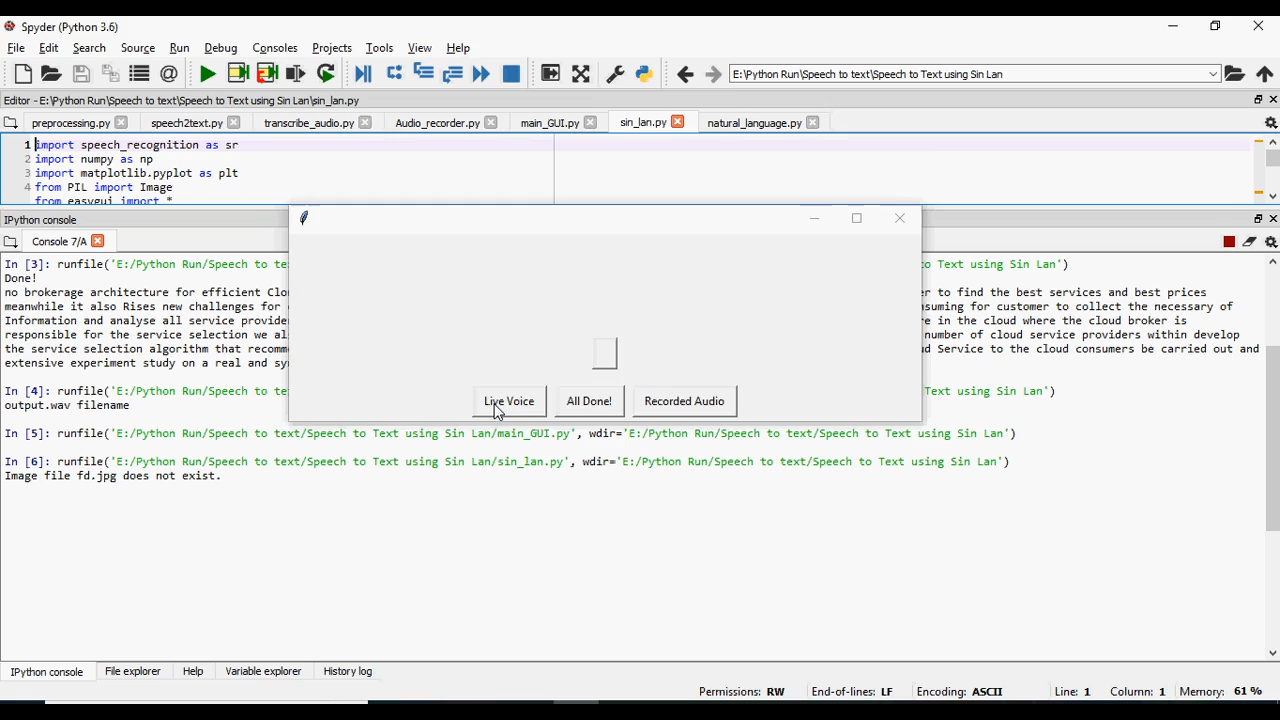 Spyder (Python 3.6)
File Edit Search Source Run Debug Consoles Projects Tools View Help
E:\Python Run\Speech to text\Speech to Text using Sin Lan
Editor - E:\Python Run\Speech to text\Speech to Text using Sin Lan\sin_lan.py
preprocessing.py speech2text.py transcribe_audio.py Audio_recorder.py main_GUI.py sin_lan.py natural_language.py
1 import speech_recognition as sr
2 import numpy as np
3 import matplotlib.pyplot as plt
4 from PIL import Image
from easygui import *
IPython console
Console 7/A
In [3]: runfile('E:/Python Run/Speech to te o Text using Sin Lan')
Done!
no brokerage architecture for efficient Clo r to find the best services and best prices
meanwhile it also Rises new challenges for suming for customer to collect the necessary of
Information and analyse all service provide re in the cloud where the cloud broker is
responsible for the service selection we al number of cloud service providers within develop
the service selection algorithm that recomm d Service to the cloud consumers be carried out and
extensive experiment study on a real and sy
In [4]: runfile('E:/Python Run/Speech to te to Text using Sin Lan')
output.wav filename
Live Voice All Done! Recorded Audio
In [5]: runfile('E:/Python Run/Speech to text/Speech to Text using Sin Lan/main_GUI.py', wdir='E:/Python Run/Speech to text/Speech to Text using Sin Lan')
In [6]: runfile('E:/Python Run/Speech to text/Speech to Text using Sin Lan/sin_lan.py', wdir='E:/Python Run/Speech to text/Speech to Text using Sin Lan')
Image file fd.jpg does not exist.
IPython console File explorer Help Variable explorer History log
Permissions: RW End-of-lines: LF Encoding: ASCII Line: 1 Column: 1 Memory: 61 %